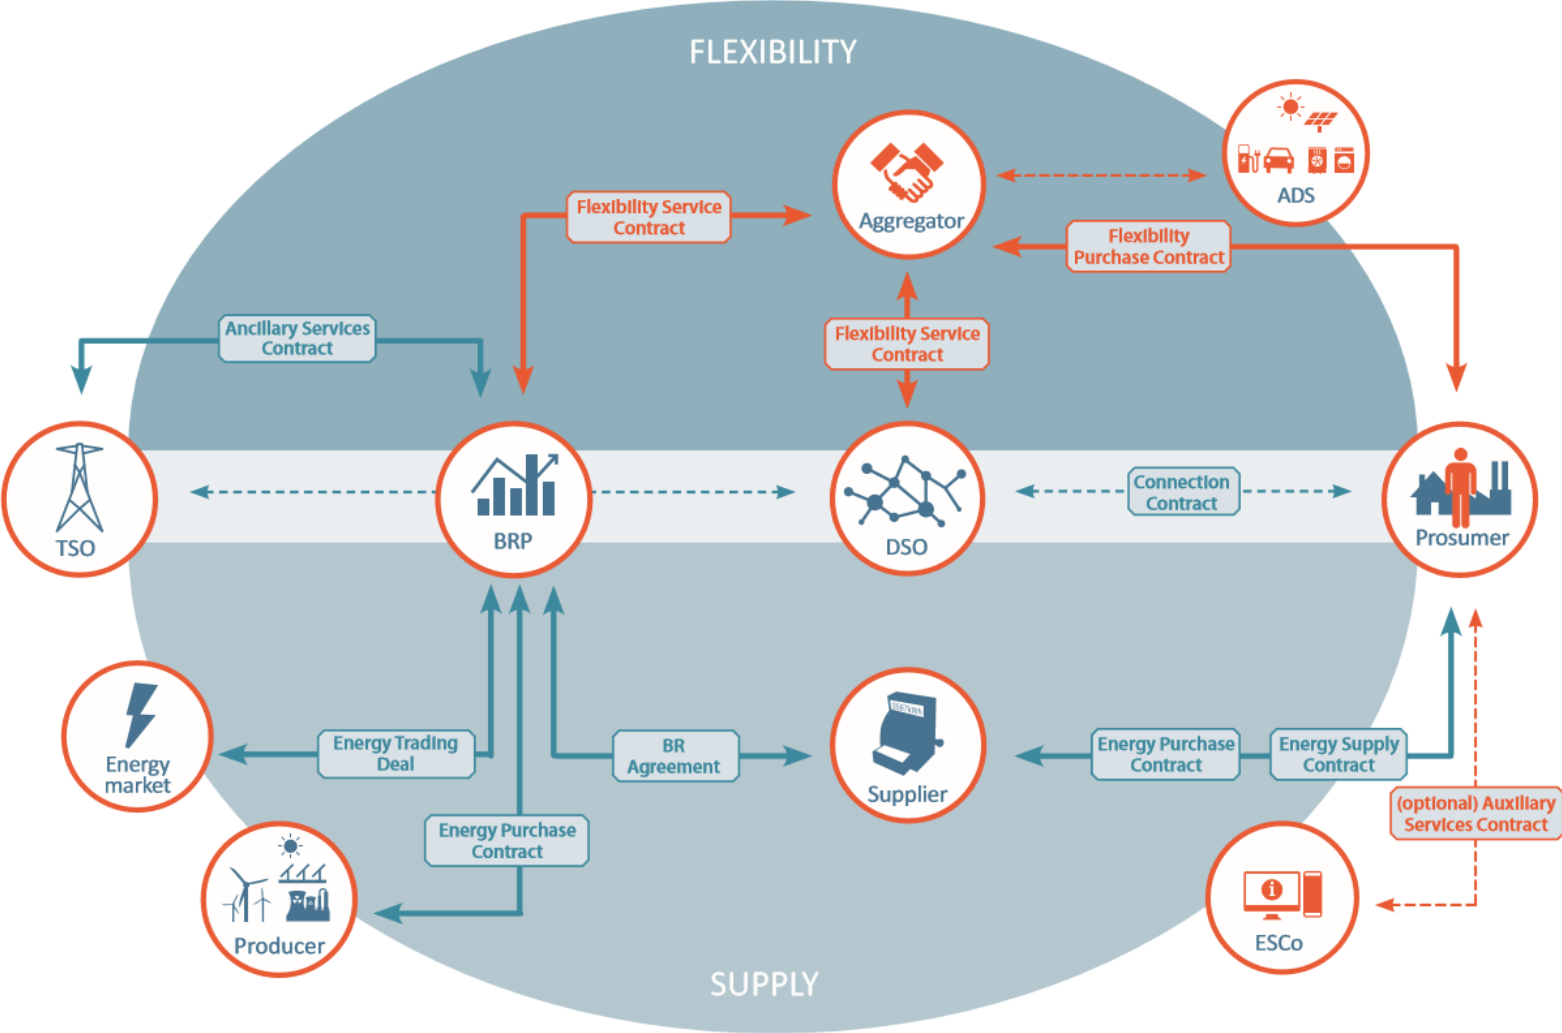 FLEXIBILITY
ADS
Aggregator
Flexibility Service
Contract
Flexibility
Purchase Contract
Ancillary Services
Contract
Flexibility Service
Contract
TSO
BRP
DSO
Connection
Contract
Prosumer
Energy
market
Energy Trading
Deal
BR
Agreement
1567kWh
Supplier
Energy Purchase
Contract
Energy Supply
Contract
(optional) Auxiliary
Services Contract
Energy Purchase
Contract
Producer
i
ESCo
SUPPLY